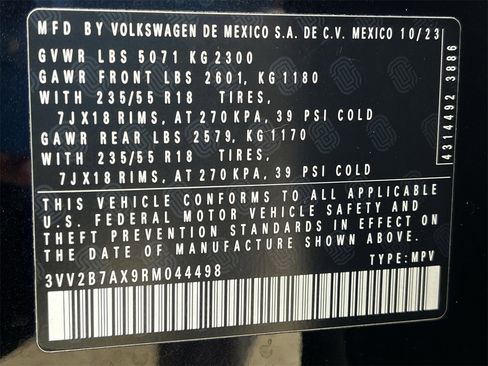 MFD BY VOLKSWAGEN DE MEXICO S.A. DE C.V. MEXICO 10/23
GVWR LBS 5071 KG 2300
GAWR FRONT LBS 2601, KG 1180
WITH 235/55 R18 TIRES,
7JX18 RIMS, AT 270 KPA, 39 PSI COLD
GAWR REAR LBS 2579, KG 1170
WITH 235/55 R18 TIRES,
7JX18 RIMS, AT 270 KPA, 39 PSI COLD
THIS VEHICLE CONFORMS TO ALL APPLICABLE
U.S. FEDERAL MOTOR VEHICLE SAFETY AND
THEFT PREVENTION STANDARDS IN EFFECT ON
THE DATE OF MANUFACTURE SHOWN ABOVE.
3VV2B7AX9RM044498 TYPE: MPV
4314492 3886